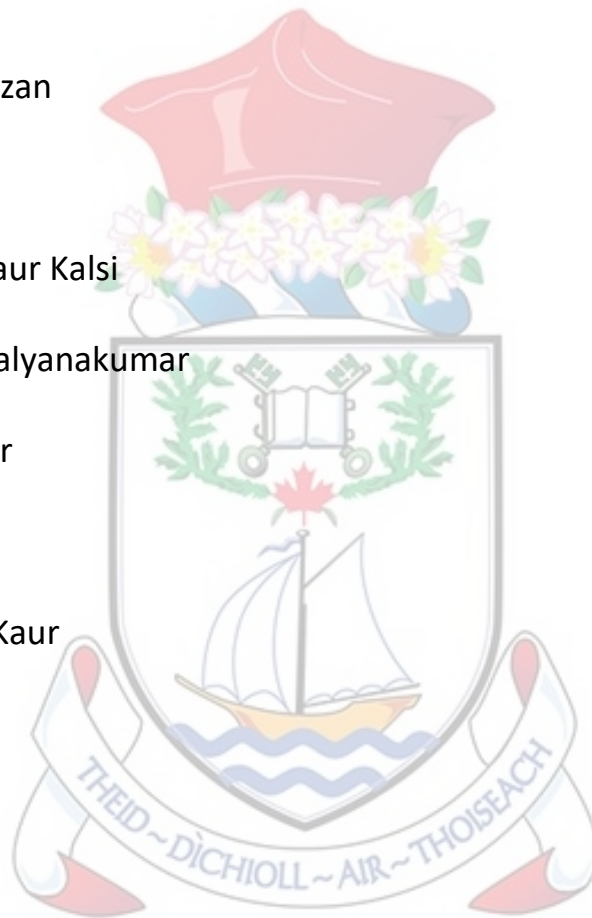 zan
aur Kalsi
alyanakumar
r
Kaur
THEID ~ DÌCHIOLL ~ AIR ~ THOISEACH